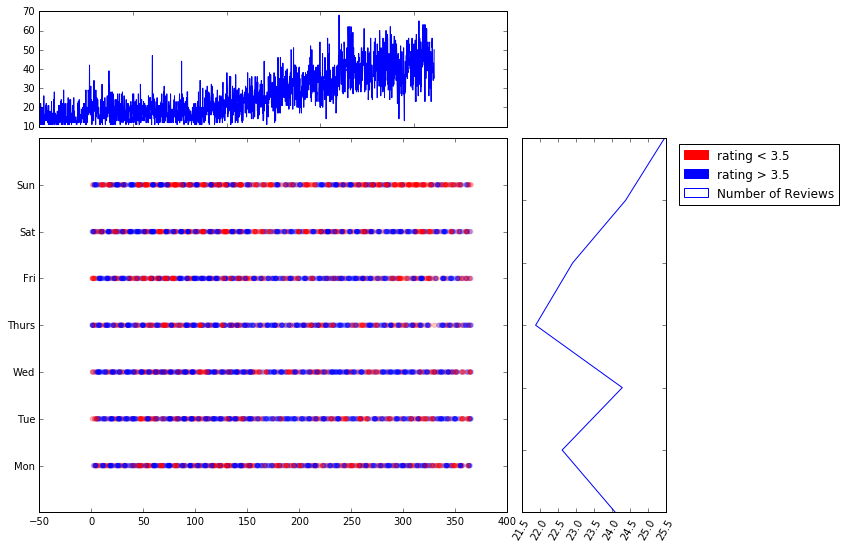 70
60
50
40
30
20
10
Sun
Sat
Fri
Thurs
Wed
Tue
Mon
−50 0 50 100 150 200 250 300 350 400
21.5 22.0 22.5 23.0 23.5 24.0 24.5 25.0 25.5
rating < 3.5
rating > 3.5
Number of Reviews